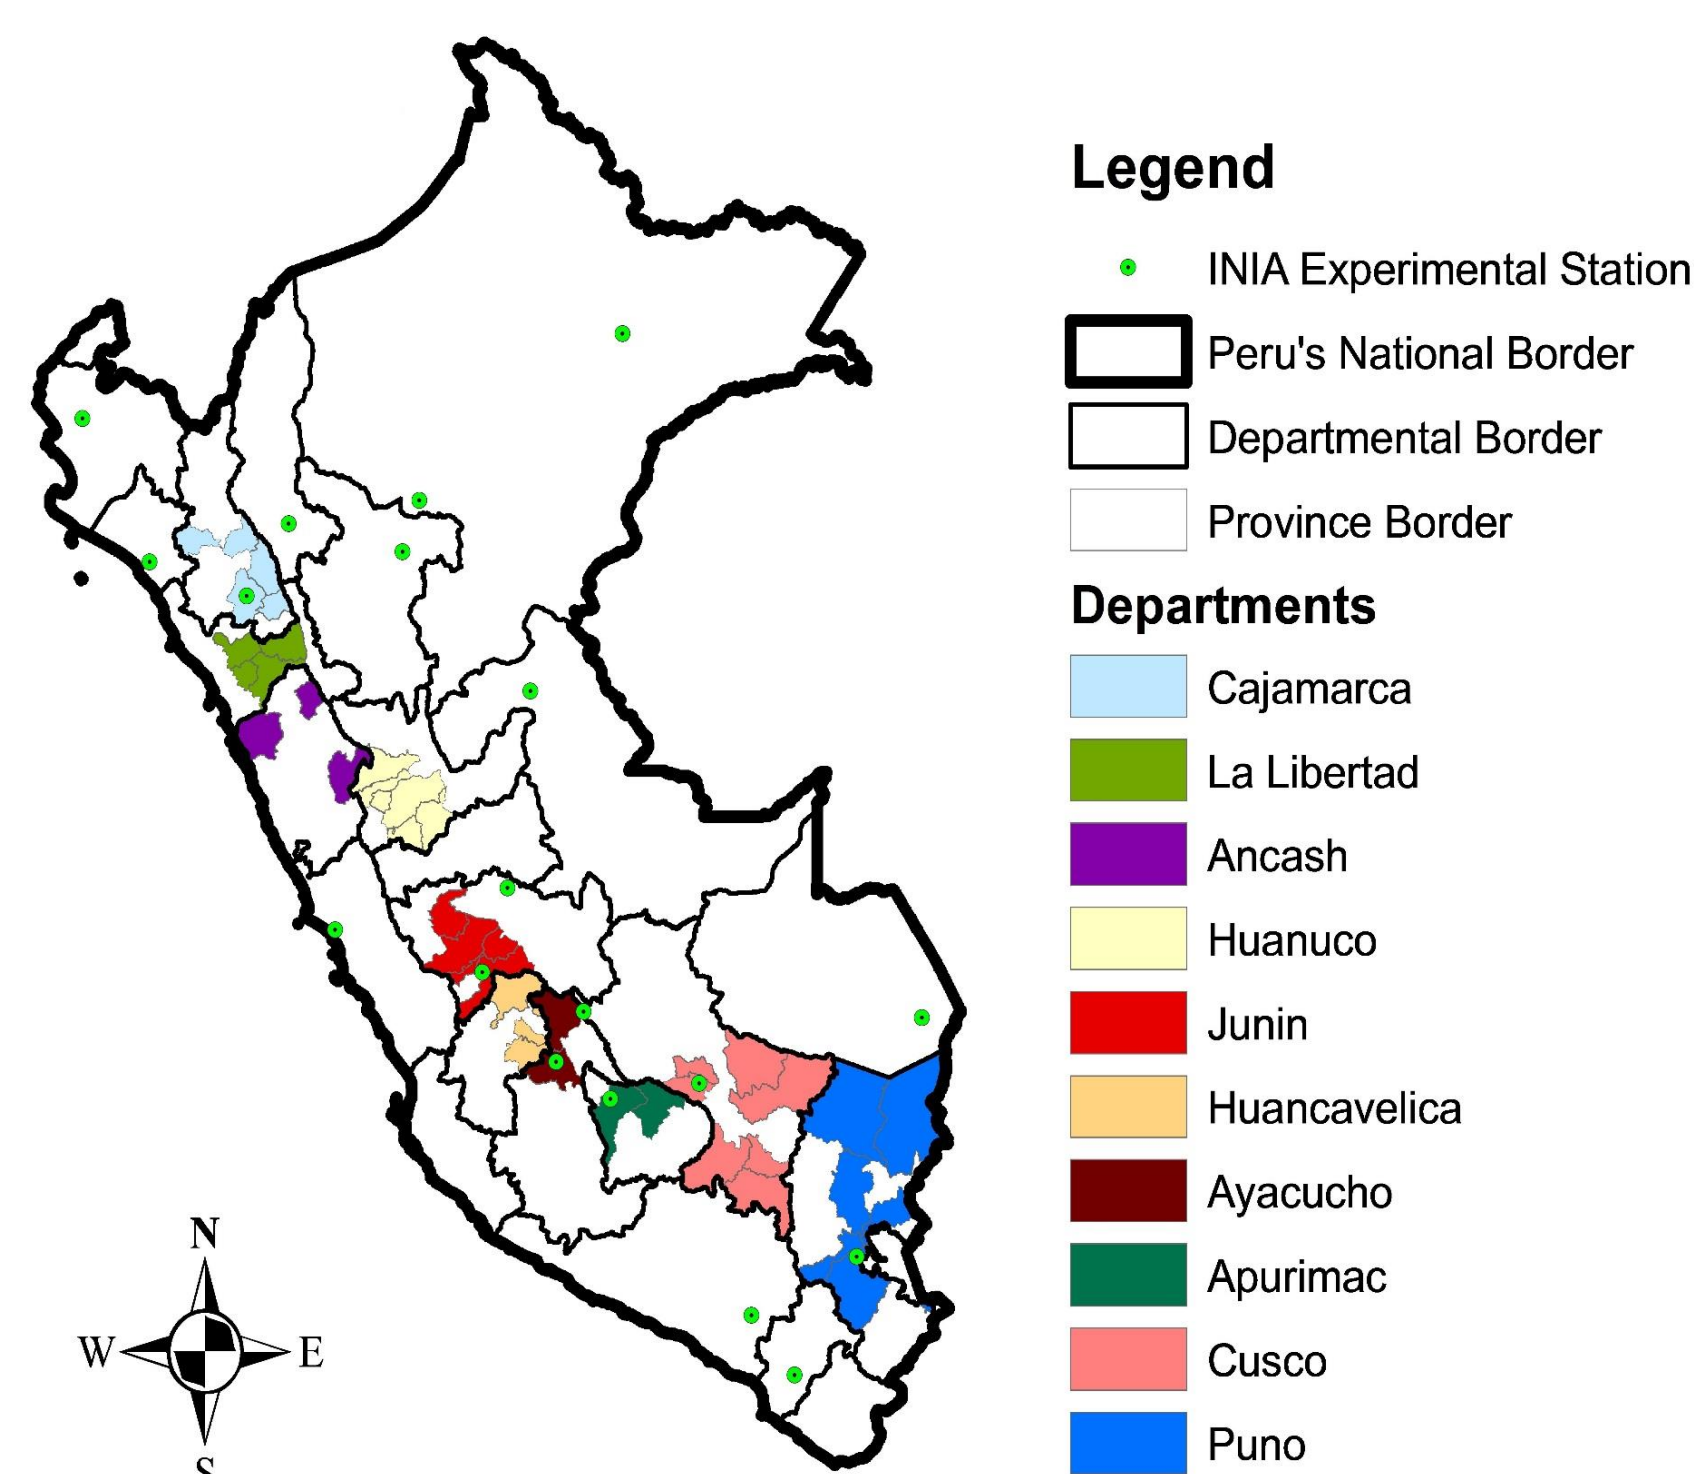 Legend
INIA Experimental Station
Peru's National Border
Departmental Border
Province Border
Departments
Cajamarca
La Libertad
Ancash
Huanuco
Junin
Huancavelica
Ayacucho
Apurimac
Cusco
Puno
N
W E
S